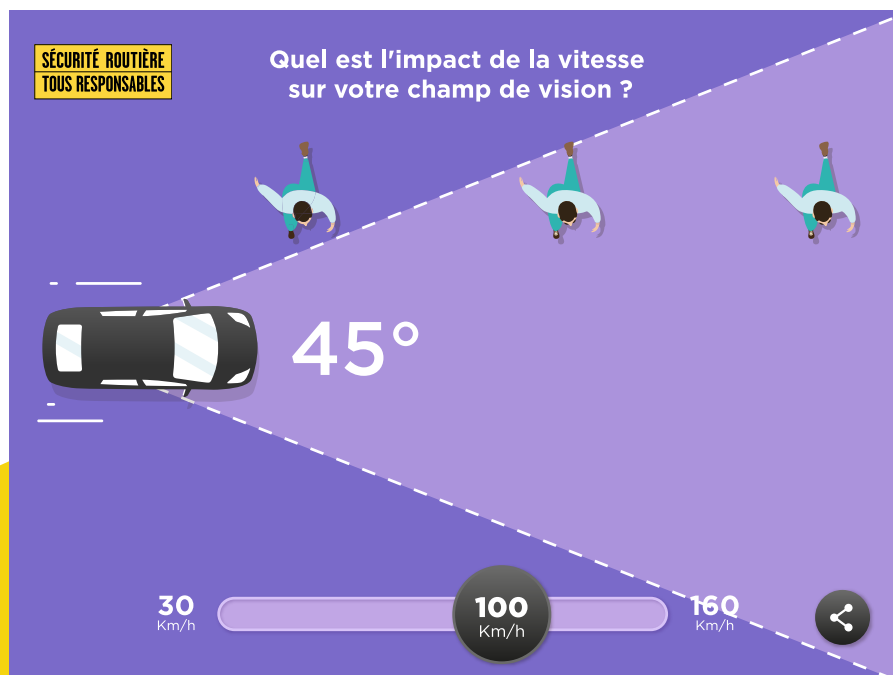 SÉCURITÉ ROUTIÈRE
TOUS RESPONSABLES
Quel est l'impact de la vitesse
sur votre champ de vision ?
45°
30
Km/h
100
Km/h
160
Km/h